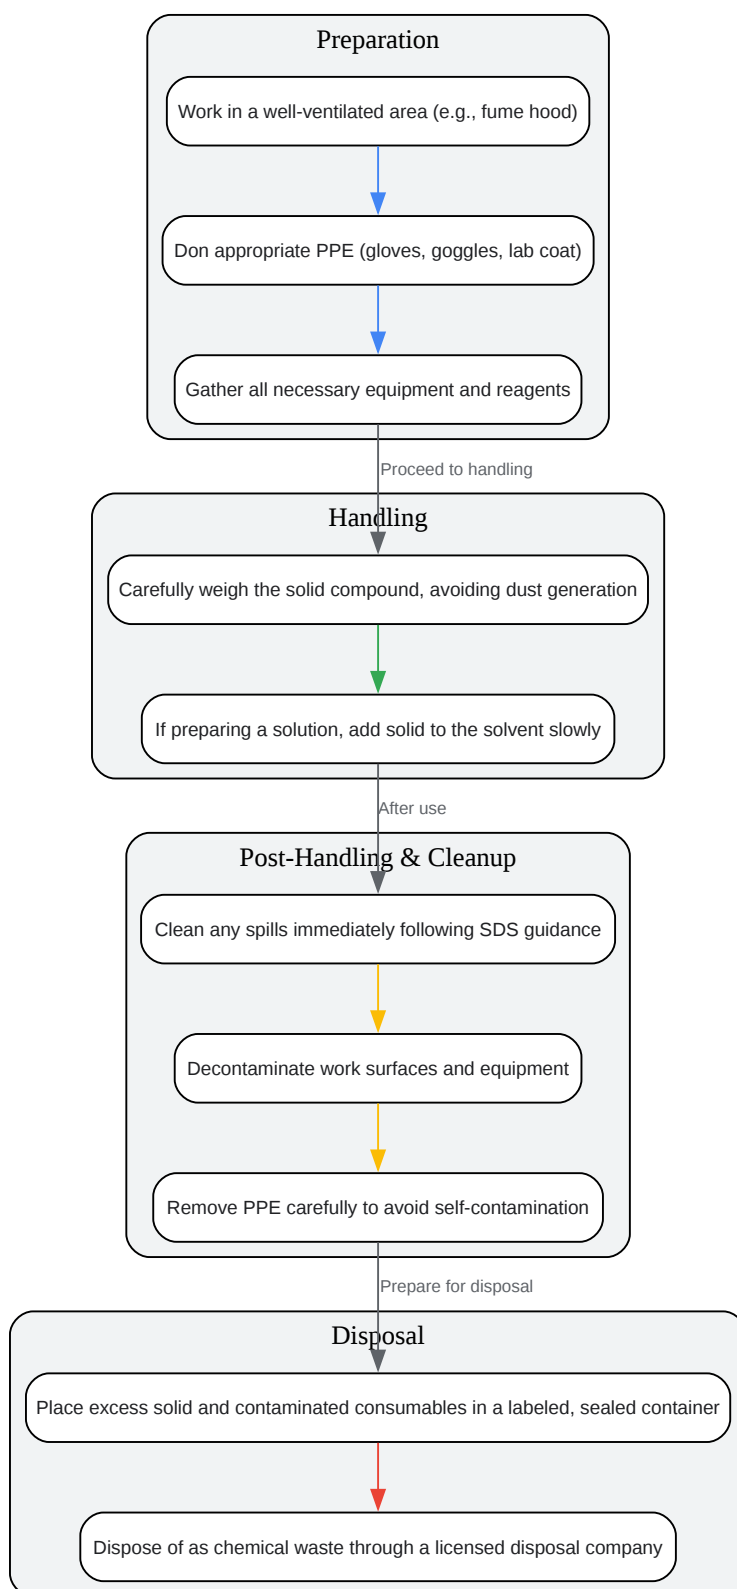 Preparation
Work in a well-ventilated area (e.g., fume hood)
Don appropriate PPE (gloves, goggles, lab coat)
Gather all necessary equipment and reagents
Proceed to handling
Handling
Carefully weigh the solid compound, avoiding dust generation
If preparing a solution, add solid to the solvent slowly
After use
Post-Handling & Cleanup
Clean any spills immediately following SDS guidance
Decontaminate work surfaces and equipment
Remove PPE carefully to avoid self-contamination
Prepare for disposal
Disposal
Place excess solid and contaminated consumables in a labeled, sealed container
Dispose of as chemical waste through a licensed disposal company